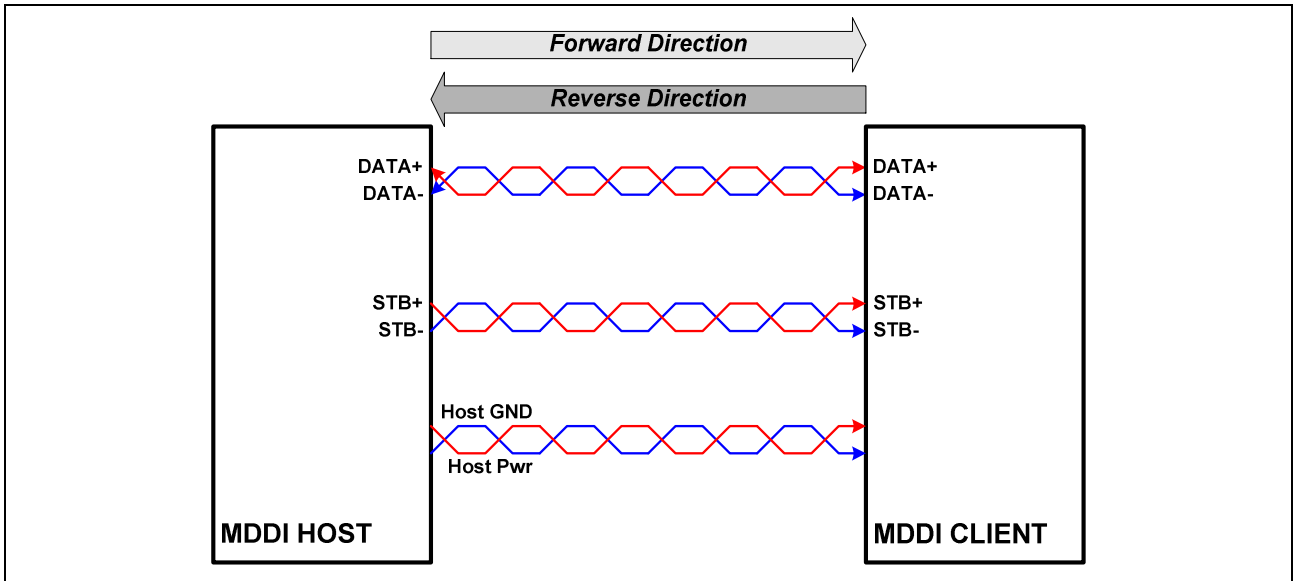 Forward Direction
Reverse Direction
DATA+
DATA-
DATA+
DATA-
STB+
STB-
STB+
STB-
Host GND
Host Pwr
MDDI HOST
MDDI CLIENT